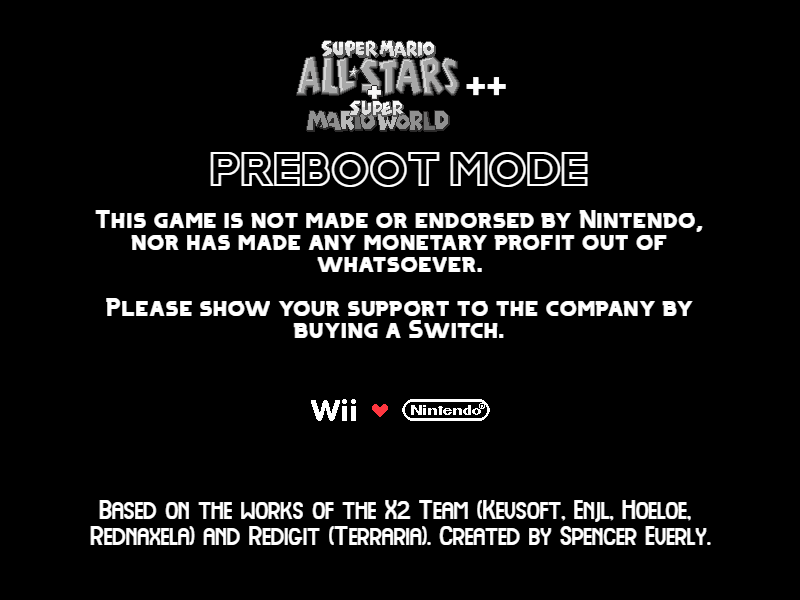 SUPER MARIO
ALL★STARS ++
+
SUPER
MARIO WORLD
PREBOOT MODE
This game is not made or endorsed by Nintendo,
nor has made any monetary profit out of
whatsoever.
Please show your support to the company by
buying a Switch.
Wii ♥ Nintendo®
Based on the works of the X2 Team (Kevsoft, Enjl, Hoeloe,
Rednaxela) and Redigit (Terraria). Created by Spencer Everly.